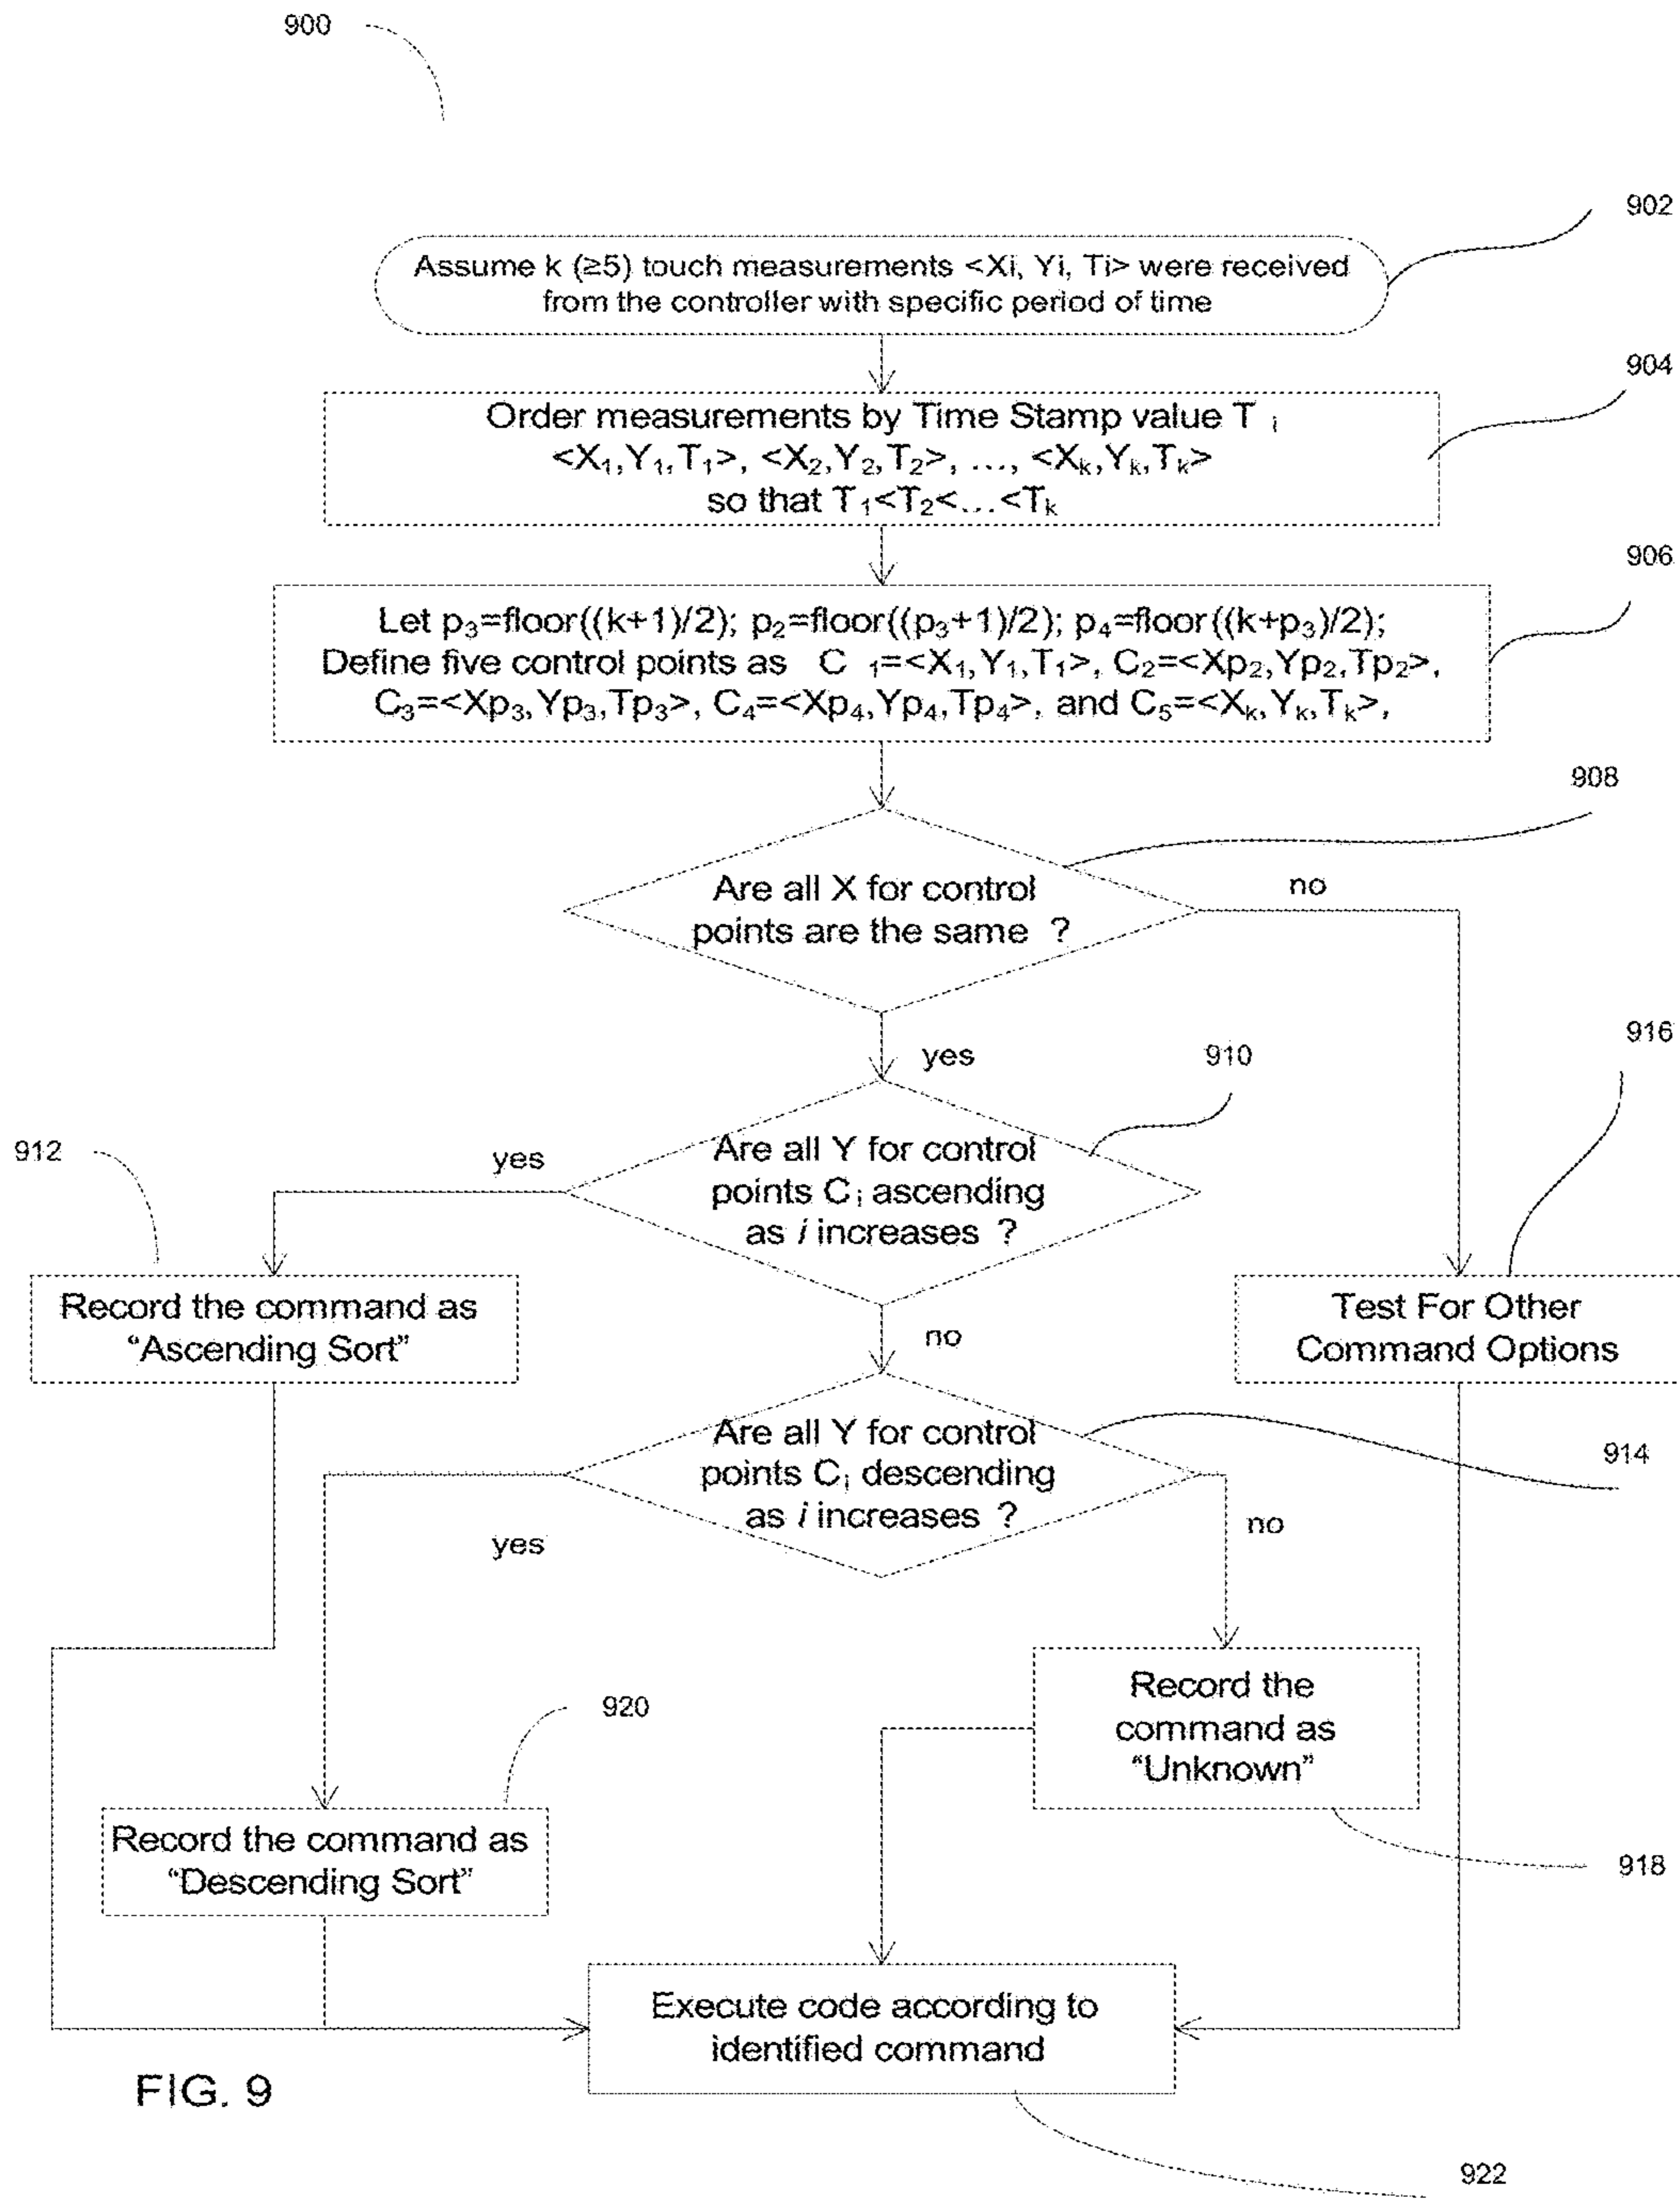 900
902
Assume k (≥5) touch measurements <Xi, Yi, Ti> were received
from the controller with specific period of time
904
Order measurements by Time Stamp value T i
<X₁,Y₁,T₁>, <X₂,Y₂,T₂>, ..., <Xₖ,Yₖ,Tₖ>
so that T₁<T₂<...<Tₖ
906
Let p₃=floor((k+1)/2); p₂=floor((p₃+1)/2); p₄=floor((k+p₃)/2);
Define five control points as C ₁=<X₁,Y₁,T₁>, C₂=<Xp₂,Yp₂,Tp₂>,
C₃=<Xp₃,Yp₃,Tp₃>, C₄=<Xp₄,Yp₄,Tp₄>, and C₅=<Xₖ,Yₖ,Tₖ>,
908
Are all X for control
points are the same ?
no
yes
910
916
912
yes
Are all Y for control
points C i ascending
as i increases ?
Record the command as
“Ascending Sort”
no
Test For Other
Command Options
Are all Y for control
points C i descending
as i increases ?
914
yes
no
920
Record the
command as
“Unknown”
Record the command as
“Descending Sort”
918
Execute code according to
identified command
FIG. 9
922